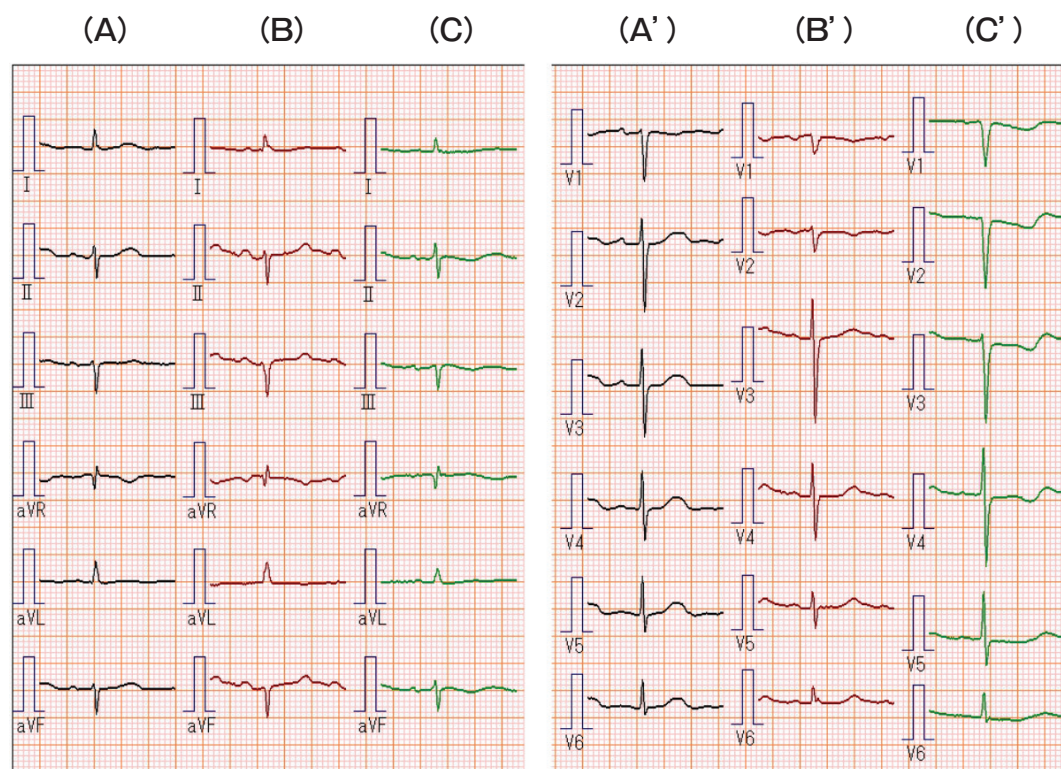 (A) (B) (C) (A') (B') (C')
I I I V1 V1 V1
II II II V2 V2 V2
III III III V3 V3 V3
aVR aVR aVR V4 V4 V4
aVL aVL aVL V5 V5 V5
aVF aVF aVF V6 V6 V6